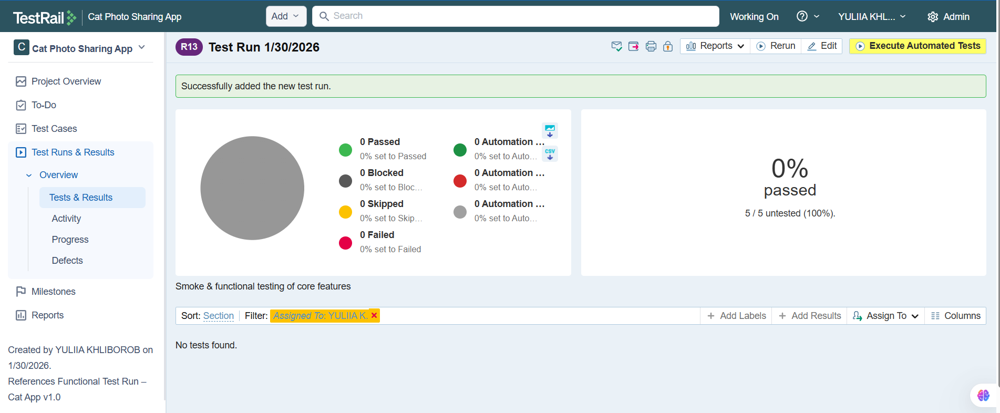 TestRail Cat Photo Sharing App Add Search Working On YULIIA KHL... Admin
C Cat Photo Sharing App
Project Overview
To-Do
Test Cases
Test Runs & Results
Overview
Tests & Results
Activity
Progress
Defects
Milestones
Reports
Created by YULIIA KHLIBOROB on
1/30/2026.
References Functional Test Run –
Cat App v1.0
R13 Test Run 1/30/2026 Reports Rerun Edit Execute Automated Tests
Successfully added the new test run.
0 Passed
0% set to Passed
0 Blocked
0% set to Bloc...
0 Skipped
0% set to Skip...
0 Failed
0% set to Failed
0 Automation ...
0% set to Auto...
0 Automation ...
0% set to Auto...
0 Automation ...
0% set to Auto...
CSV
0%
passed
5 / 5 untested (100%).
Smoke & functional testing of core features
Sort: Section Filter: Assigned To: YULIIA K. Add Labels Add Results Assign To Columns
No tests found.